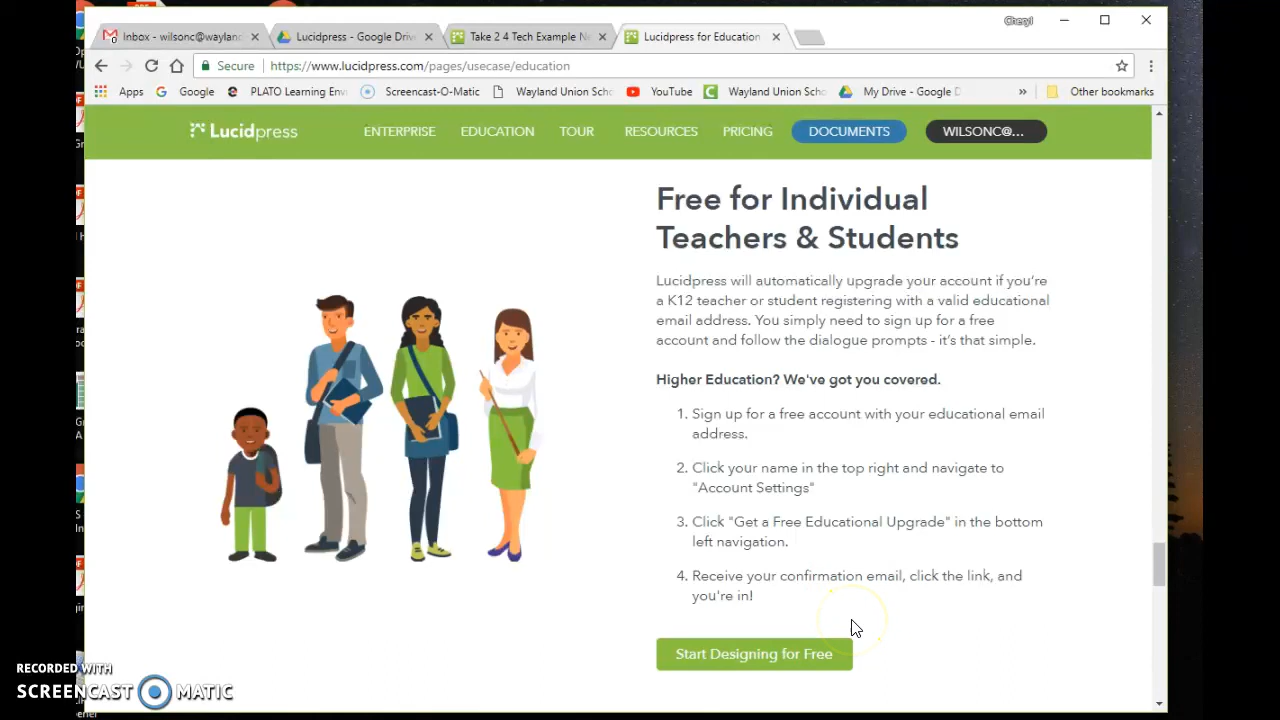 Cheryl
Inbox - wilsonc@wayland
Lucidpress - Google Driv
Take 2 4 Tech Example Ne
Lucidpress for Education
Secure
https://www.lucidpress.com/pages/usecase/education
Apps
Google
PLATO Learning Env
Screencast-O-Matic
Wayland Union Scho
YouTube
Wayland Union Scho
My Drive - Google D
»
Other bookmarks
Lucidpress
ENTERPRISE
EDUCATION
TOUR
RESOURCES
PRICING
DOCUMENTS
WILSONC@...
Free for Individual
Teachers & Students
Lucidpress will automatically upgrade your account if you're
a K12 teacher or student registering with a valid educational
email address. You simply need to sign up for a free
account and follow the dialogue prompts - it's that simple.
Higher Education? We've got you covered.
1. Sign up for a free account with your educational email
address.
2. Click your name in the top right and navigate to
"Account Settings"
3. Click "Get a Free Educational Upgrade" in the bottom
left navigation.
4. Receive your confirmation email, click the link, and
you're in!
Start Designing for Free
RECORDED WITH
SCREENCAST O MATIC